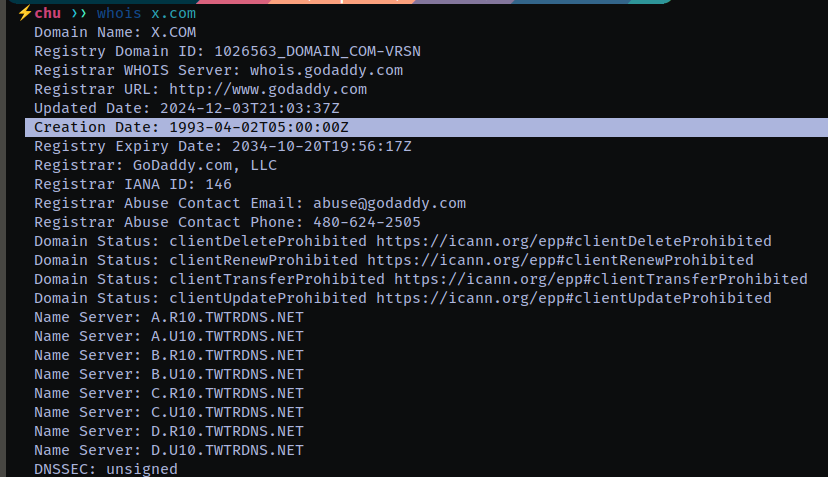 ⚡chu ❯❯ whois x.com
Domain Name: X.COM
Registry Domain ID: 1026563_DOMAIN_COM-VRSN
Registrar WHOIS Server: whois.godaddy.com
Registrar URL: http://www.godaddy.com
Updated Date: 2024-12-03T21:03:37Z
Creation Date: 1993-04-02T05:00:00Z
Registry Expiry Date: 2034-10-20T19:56:17Z
Registrar: GoDaddy.com, LLC
Registrar IANA ID: 146
Registrar Abuse Contact Email: abuse@godaddy.com
Registrar Abuse Contact Phone: 480-624-2505
Domain Status: clientDeleteProhibited https://icann.org/epp#clientDeleteProhibited
Domain Status: clientRenewProhibited https://icann.org/epp#clientRenewProhibited
Domain Status: clientTransferProhibited https://icann.org/epp#clientTransferProhibited
Domain Status: clientUpdateProhibited https://icann.org/epp#clientUpdateProhibited
Name Server: A.R10.TWTRDNS.NET
Name Server: A.U10.TWTRDNS.NET
Name Server: B.R10.TWTRDNS.NET
Name Server: B.U10.TWTRDNS.NET
Name Server: C.R10.TWTRDNS.NET
Name Server: C.U10.TWTRDNS.NET
Name Server: D.R10.TWTRDNS.NET
Name Server: D.U10.TWTRDNS.NET
DNSSEC: unsigned